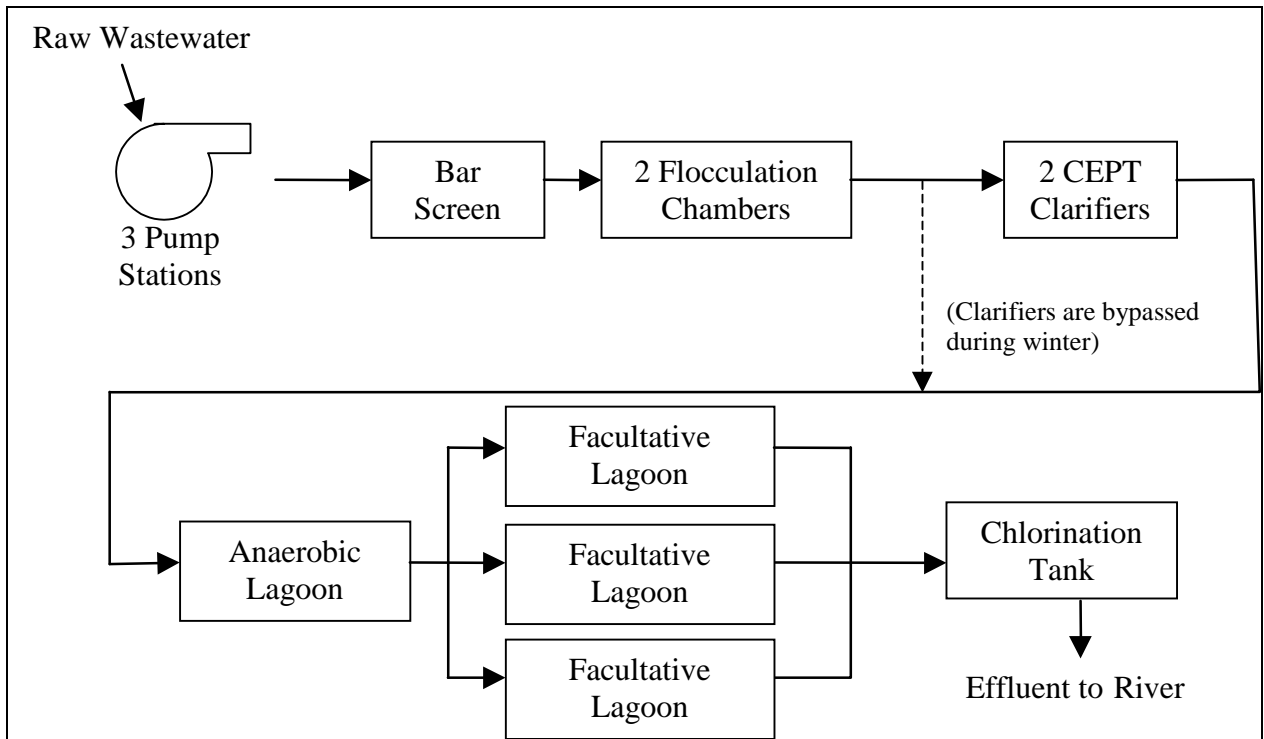 Raw Wastewater
3 Pump
Stations
Bar
Screen
2 Flocculation
Chambers
2 CEPT
Clarifiers
(Clarifiers are bypassed
during winter)
Anaerobic
Lagoon
Facultative
Lagoon
Facultative
Lagoon
Facultative
Lagoon
Chlorination
Tank
Effluent to River